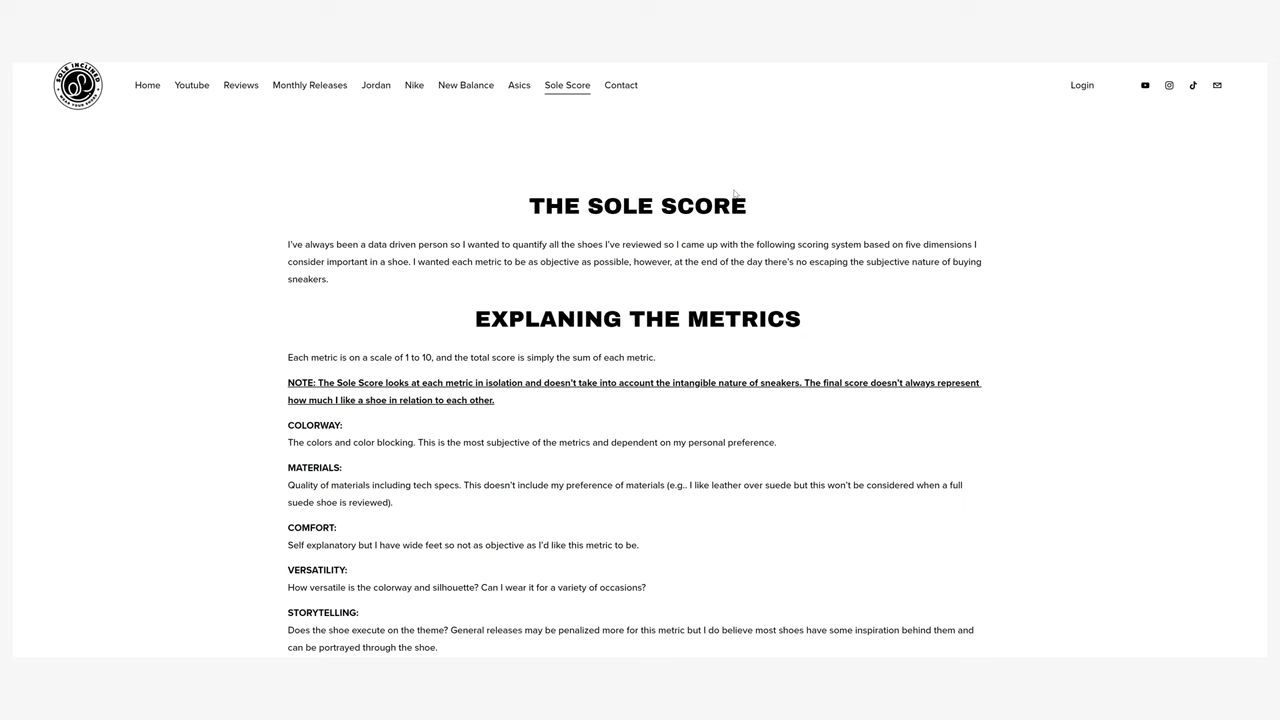 SOLE INCLINED
WEAR YOUR SHOES
Home Youtube Reviews Monthly Releases Jordan Nike New Balance Asics Sole Score Contact Login
THE SOLE SCORE
I've always been a data driven person so I wanted to quantify all the shoes I've reviewed so I came up with the following scoring system based on five dimensions I
consider important in a shoe. I wanted each metric to be as objective as possible, however, at the end of the day there's no escaping the subjective nature of buying
sneakers.
EXPLANING THE METRICS
Each metric is on a scale of 1 to 10, and the total score is simply the sum of each metric.
NOTE: The Sole Score looks at each metric in isolation and doesn't take into account the intangible nature of sneakers. The final score doesn't always represent
how much I like a shoe in relation to each other.
COLORWAY:
The colors and color blocking. This is the most subjective of the metrics and dependent on my personal preference.
MATERIALS:
Quality of materials including tech specs. This doesn't include my preference of materials (e.g.. I like leather over suede but this won't be considered when a full
suede shoe is reviewed).
COMFORT:
Self explanatory but I have wide feet so not as objective as I'd like this metric to be.
VERSATILITY:
How versatile is the colorway and silhouette? Can I wear it for a variety of occasions?
STORYTELLING:
Does the shoe execute on the theme? General releases may be penalized more for this metric but I do believe most shoes have some inspiration behind them and
can be portrayed through the shoe.